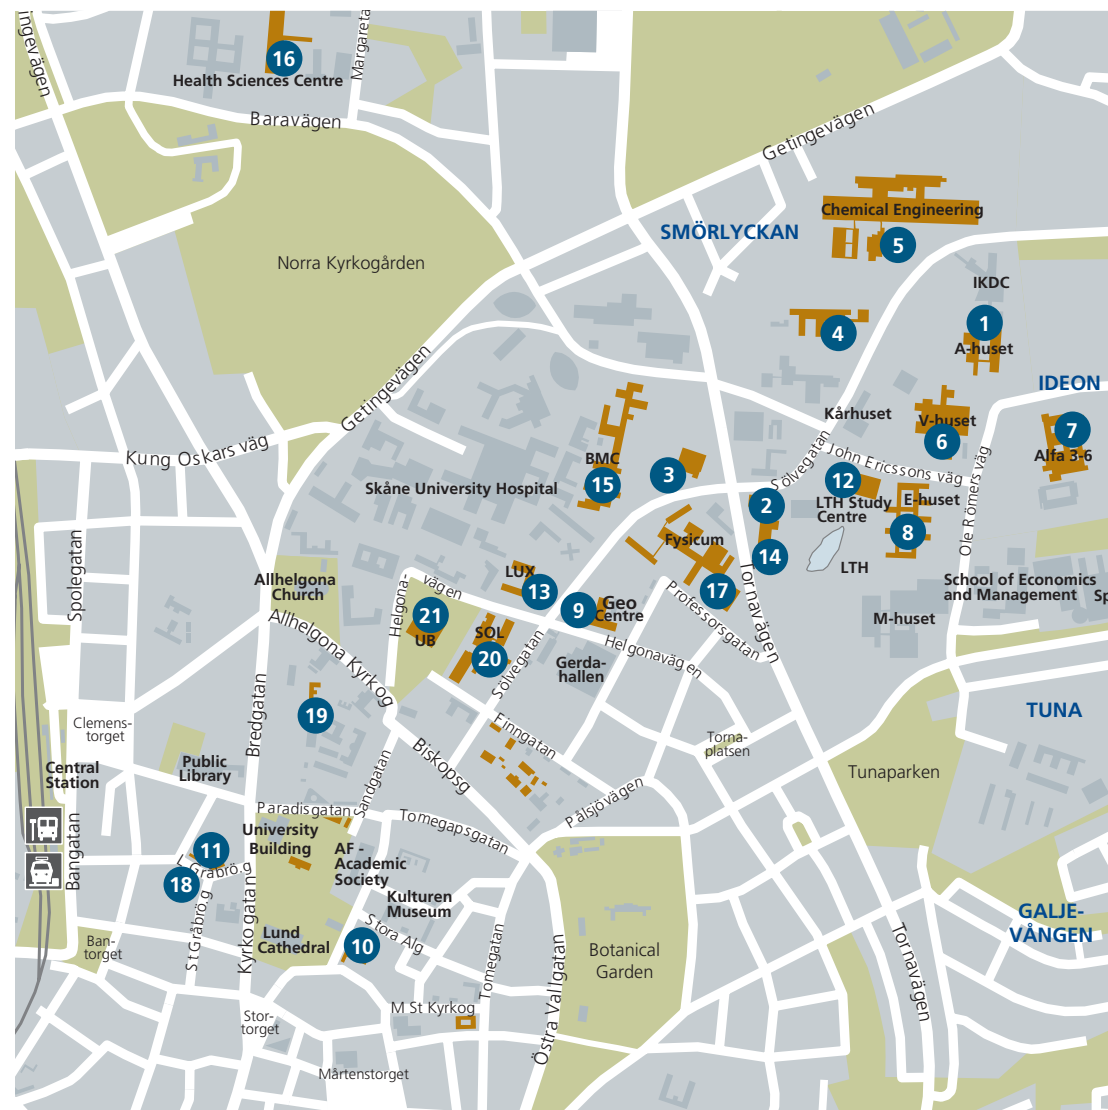 ingevägen
16
Health Sciences Centre
Margareta
Baravägen
Getingevägen
Chemical Engineering
SMÖRLYCKAN
5
Norra Kyrkogården
IKDC
1
A-huset
4
Getingevägen
IDEON
Kårhuset
V-huset
6
7
Alfa 3-6
Kung Oskars väg
BMC
15
3
Skåne University Hospital
Sölvegatan
John Ericssons väg
12
2
LTH Study
Centre
E-huset
8
Ole Römers väg
Fysicum
14
LTH
Spolegatan
Allhelgona
Church
Helgona-
vägen
LUX
13
17
Tornavägen
Professorsgatan
School of Economics
and Management
Sp
9
Geo
Centre
M-huset
21
UB
SOL
20
Allhelgona Kyrkog
Sölvegatan
Helgonavägen
Gerda-
hallen
19
Bredgatan
Clemens-
torget
Finngatan
Torna-
platsen
TUNA
Biskopsg
Sandgatan
Public
Library
Central
Station
Tunaparken
Pålsjövägen
Paradisgatan
Tomegapsgatan
University
Building
AF -
Academic
Society
Bangatan
11
L Gråbrö.g
18
St Gråbrö.g
Kyrkogatan
Kulturen
Museum
Stora Alg
GALJE-
VÅNGEN
Lund
Cathedral
10
Ban-
torget
Tomegatan
Östra Vallgatan
Botanical
Garden
Tornavägen
M St Kyrkog
Stor-
torget
Mårtenstorget